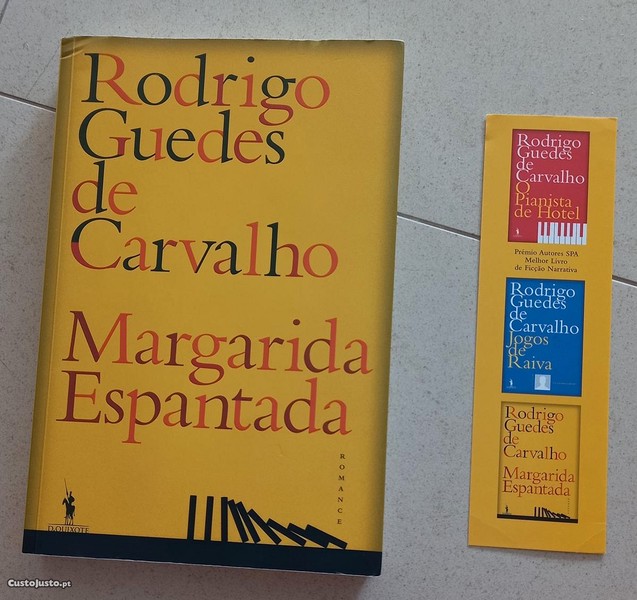 Rodrigo
Guedes
de
Carvalho
Margarida
Espantada
ROMANCE
D. QUIXOTE
Rodrigo
Guedes
de
Carvalho
O
Pianista
de Hotel
Prémio Autores SPA
Melhor Livro
de Ficção Narrativa
Rodrigo
Guedes
de
Carvalho
Jogos
de
Raiva
Rodrigo
Guedes
de
Carvalho
Margarida
Espantada
CustoJusto.pt